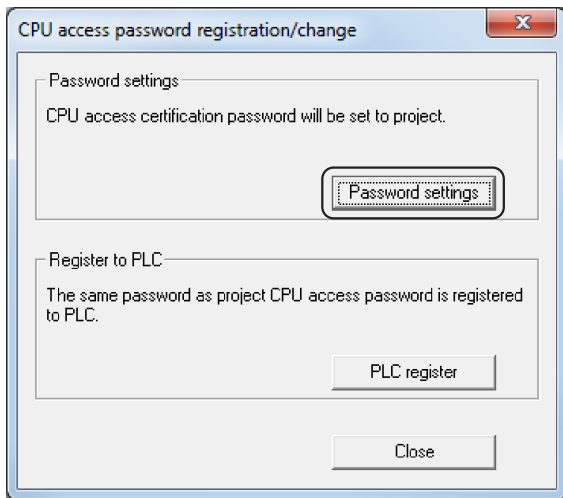 CPU access password registration/change
Password settings
CPU access certification password will be set to project.
Password settings
Register to PLC
The same password as project CPU access password is registered
to PLC.
PLC register
Close